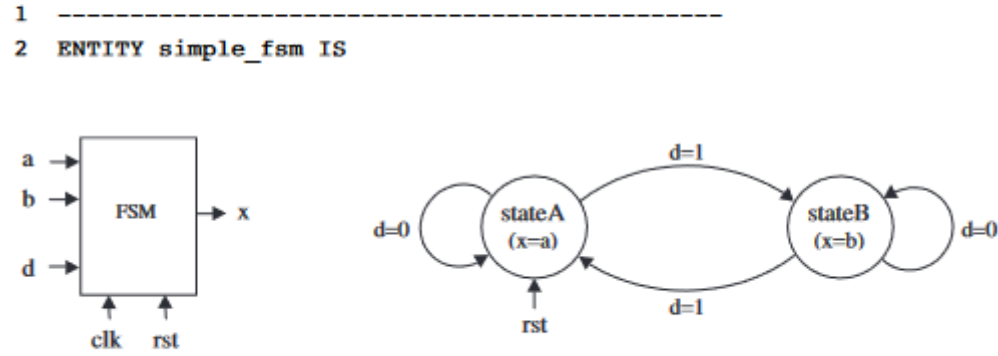 1 -----------------------------------------------
2 ENTITY simple_fsm IS
a
b
d
FSM
x
clk
rst
d=0
stateA
(x=a)
rst
d=1
d=1
stateB
(x=b)
d=0